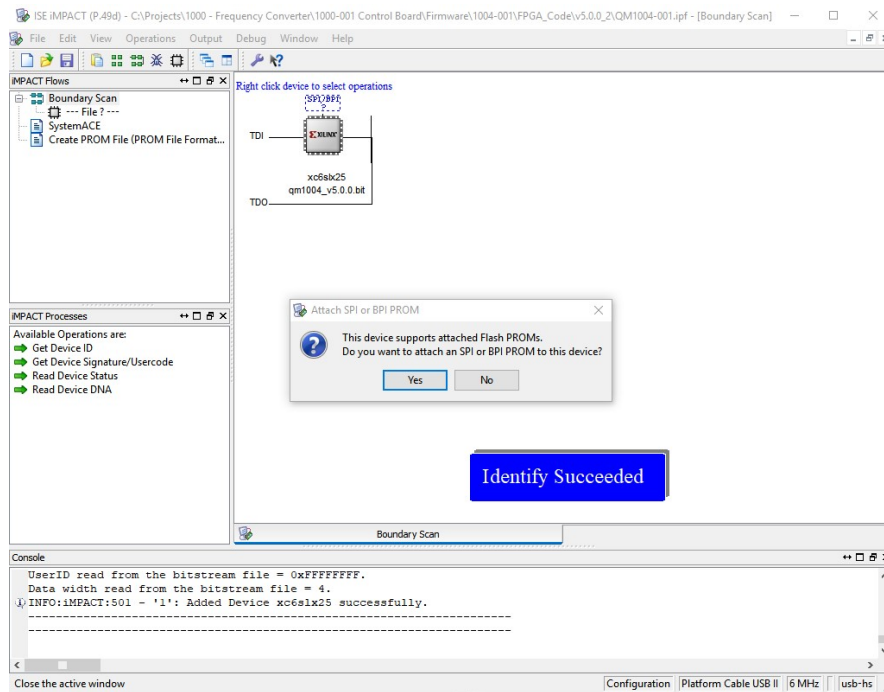 ISE iMPACT (P.49d) - C:\Projects\1000 - Frequency Converter\1000-001 Control Board\Firmware\1004-001\FPGA_Code\v5.0.0_2\QM1004-001.ipf - [Boundary Scan]
File Edit View Operations Output Debug Window Help
iMPACT Flows
Boundary Scan
--- File ? ---
SystemACE
Create PROM File (PROM File Format...
Right click device to select operations
SPI/BPI
?
TDI
XILINX
xc6slx25
qm1004_v5.0.0.bit
TDO
iMPACT Processes
Available Operations are:
Get Device ID
Get Device Signature/Usercode
Read Device Status
Read Device DNA
Attach SPI or BPI PROM
This device supports attached Flash PROMs.
Do you want to attach an SPI or BPI PROM to this device?
Yes No
Identify Succeeded
Boundary Scan
Console
UserID read from the bitstream file = 0xFFFFFFFF.
Data width read from the bitstream file = 4.
INFO:iMPACT:501 - '1': Added Device xc6slx25 successfully.
----------------------------------------------------------------------
----------------------------------------------------------------------
Close the active window
Configuration Platform Cable USB II 6 MHz usb-hs